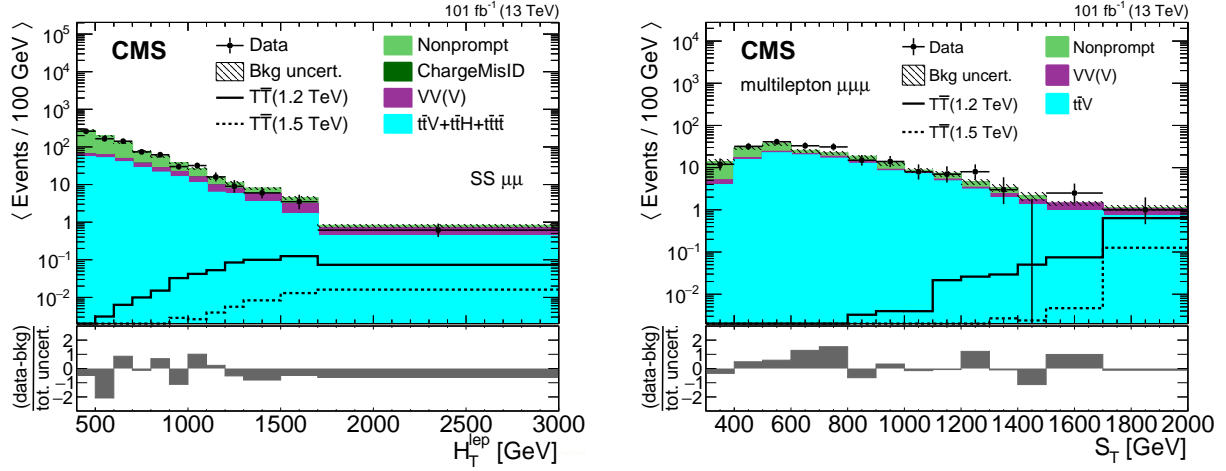 101 fb⁻¹ (13 TeV)
CMS
Data
Bkg uncert.
TT̅(1.2 TeV)
TT̅(1.5 TeV)
Nonprompt
ChargeMisID
VV(V)
tt̅V+tt̅H+tt̅tt̅
SS μμ
⟨ Events / 100 GeV ⟩
10⁵
10⁴
10³
10²
10
1
10⁻¹
10⁻²
(data-bkg)
tot. uncert.
2
1
0
−1
−2
500 1000 1500 2000 2500 3000
H_T^lep [GeV]
101 fb⁻¹ (13 TeV)
CMS
multilepton μμμ
Data
Bkg uncert.
TT̅(1.2 TeV)
TT̅(1.5 TeV)
Nonprompt
VV(V)
tt̅V
⟨ Events / 100 GeV ⟩
10⁴
10³
10²
10
1
10⁻¹
10⁻²
(data-bkg)
tot. uncert.
2
1
0
−1
−2
400 600 800 1000 1200 1400 1600 1800 2000
S_T [GeV]